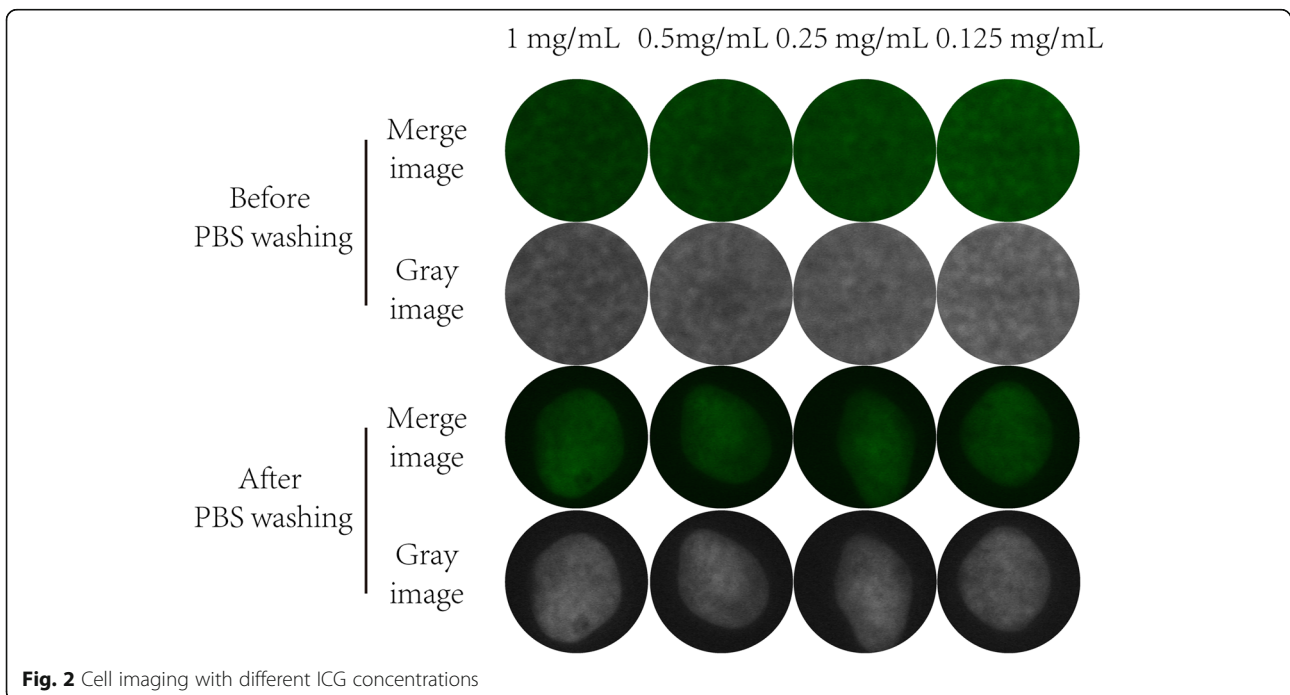 1 mg/mL 0.5mg/mL 0.25 mg/mL 0.125 mg/mL
Before
PBS washing
Merge
image
Gray
image
After
PBS washing
Merge
image
Gray
image
Fig. 2 Cell imaging with different ICG concentrations